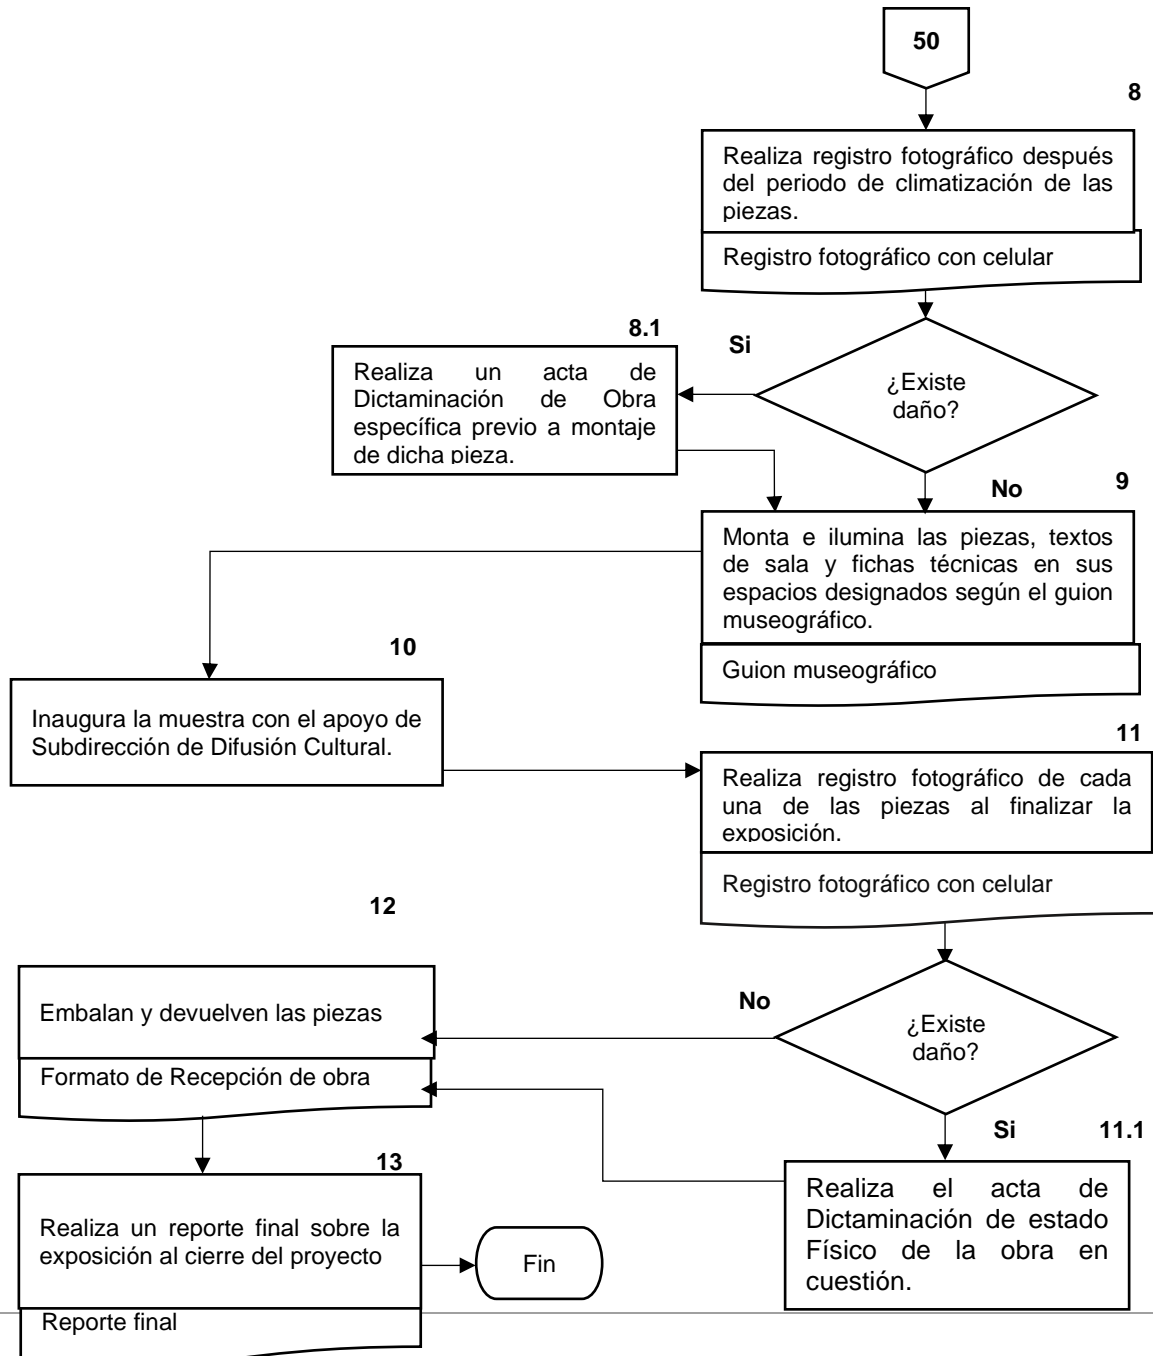 50
8
Realiza registro fotográfico después
del periodo de climatización de las
piezas.
Registro fotográfico con celular
¿Existe
daño?
Si
8.1
Realiza un acta de
Dictaminación de Obra
específica previo a montaje
de dicha pieza.
No
9
Monta e ilumina las piezas, textos
de sala y fichas técnicas en sus
espacios designados según el guion
museográfico.
Guion museográfico
10
Inaugura la muestra con el apoyo de
Subdirección de Difusión Cultural.
11
Realiza registro fotográfico de cada
una de las piezas al finalizar la
exposición.
Registro fotográfico con celular
¿Existe
daño?
No
12
Embalan y devuelven las piezas
Formato de Recepción de obra
Si
11.1
Realiza el acta de
Dictaminación de estado
Físico de la obra en
cuestión.
13
Realiza un reporte final sobre la
exposición al cierre del proyecto
Reporte final
Fin